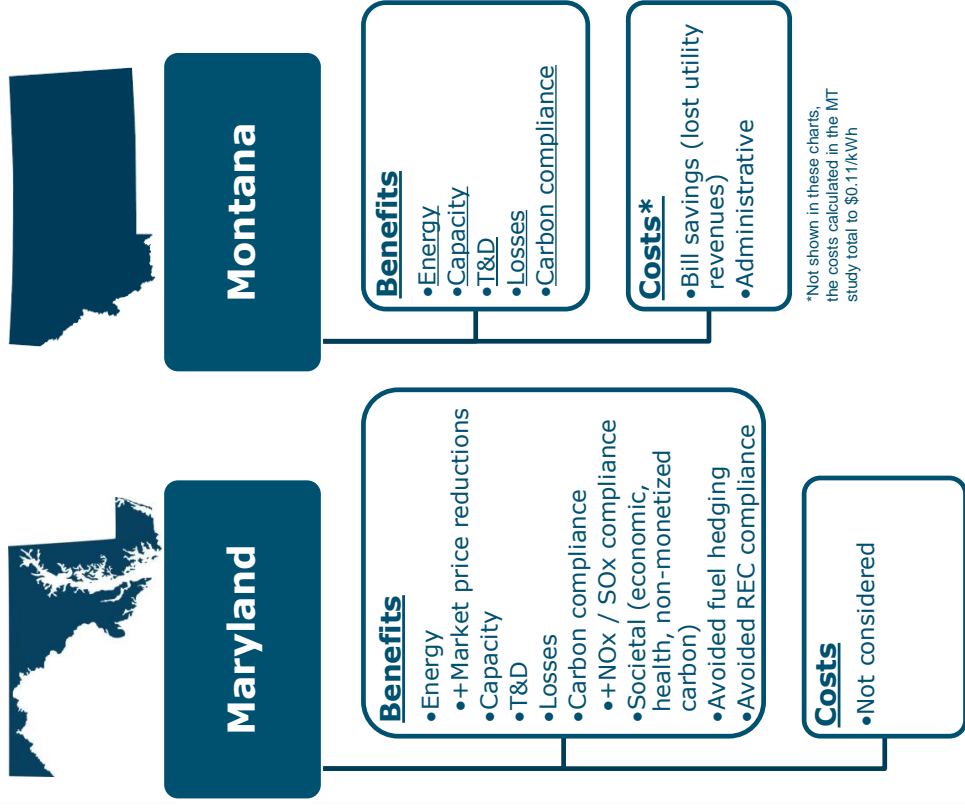 Maryland
Benefits
•Energy
•+Market price reductions
•Capacity
•T&D
•Losses
•Carbon compliance
•+NOx / SOx compliance
•Societal (economic,
health, non-monetized
carbon)
•Avoided fuel hedging
•Avoided REC compliance
Costs
•Not considered
Montana
Benefits
•Energy
•Capacity
•T&D
•Losses
•Carbon compliance
Costs*
•Bill savings (lost utility
revenues)
•Administrative
*Not shown in these charts,
the costs calculated in the MT
study total to $0.11/kWh